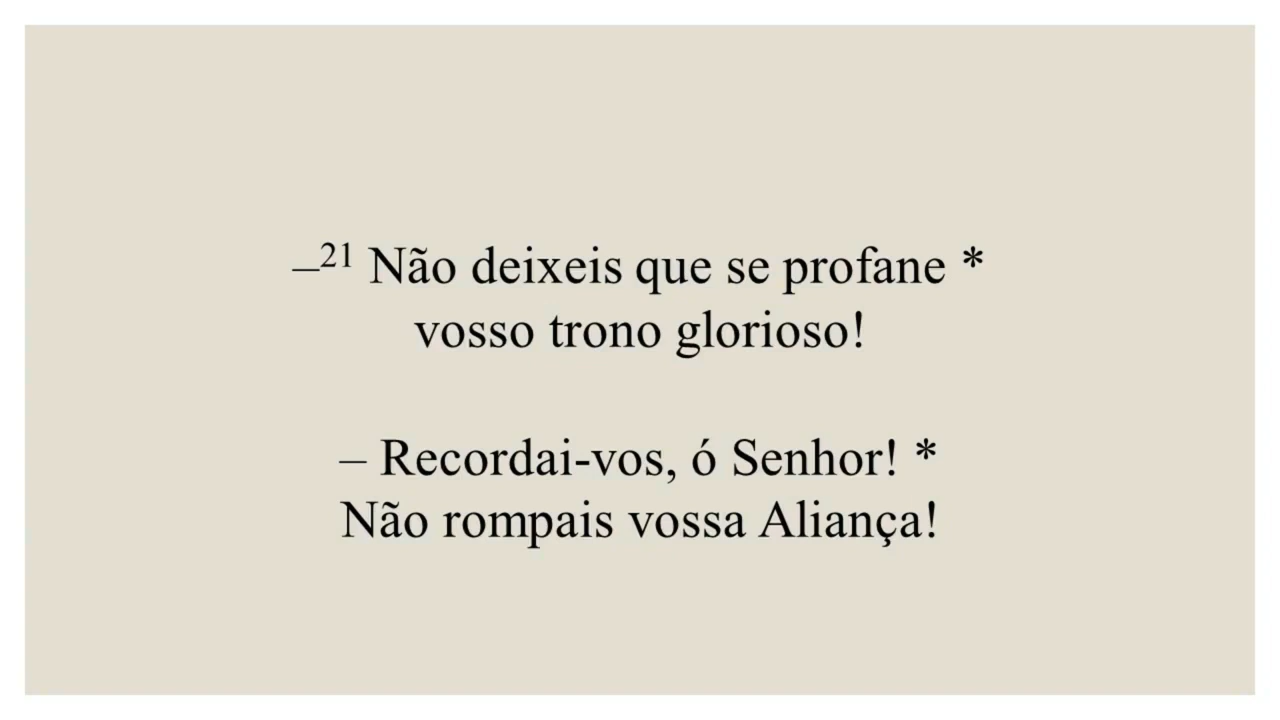 –²¹ Não deixeis que se profane *
vosso trono glorioso!
– Recordai-vos, ó Senhor! *
Não rompais vossa Aliança!